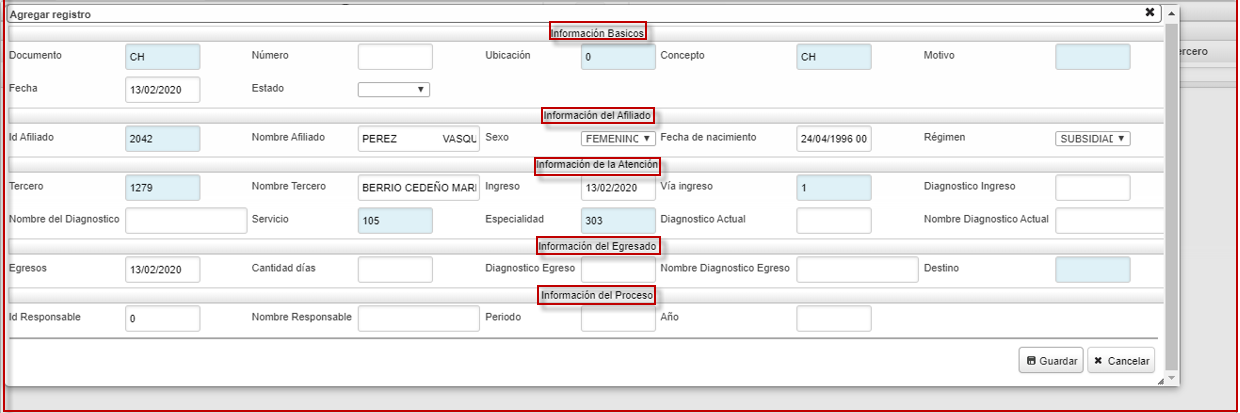 Agregar registro
Información Basicos
Documento CH Número Ubicación 0 Concepto CH Motivo
ercero
Fecha 13/02/2020 Estado
Información del Afiliado
Id Afiliado 2042 Nombre Afiliado PEREZ VASQU Sexo FEMENINO Fecha de nacimiento 24/04/1996 00 Régimen SUBSIDIAD
Información de la Atención
Tercero 1279 Nombre Tercero BERRIO CEDEÑO MARI Ingreso 13/02/2020 Vía ingreso 1 Diagnostico Ingreso
Nombre del Diagnostico Servicio 105 Especialidad 303 Diagnostico Actual Nombre Diagnostico Actual
Información del Egresado
Egresos 13/02/2020 Cantidad días Diagnostico Egreso Nombre Diagnostico Egreso Destino
Información del Proceso
Id Responsable 0 Nombre Responsable Periodo Año
Guardar Cancelar